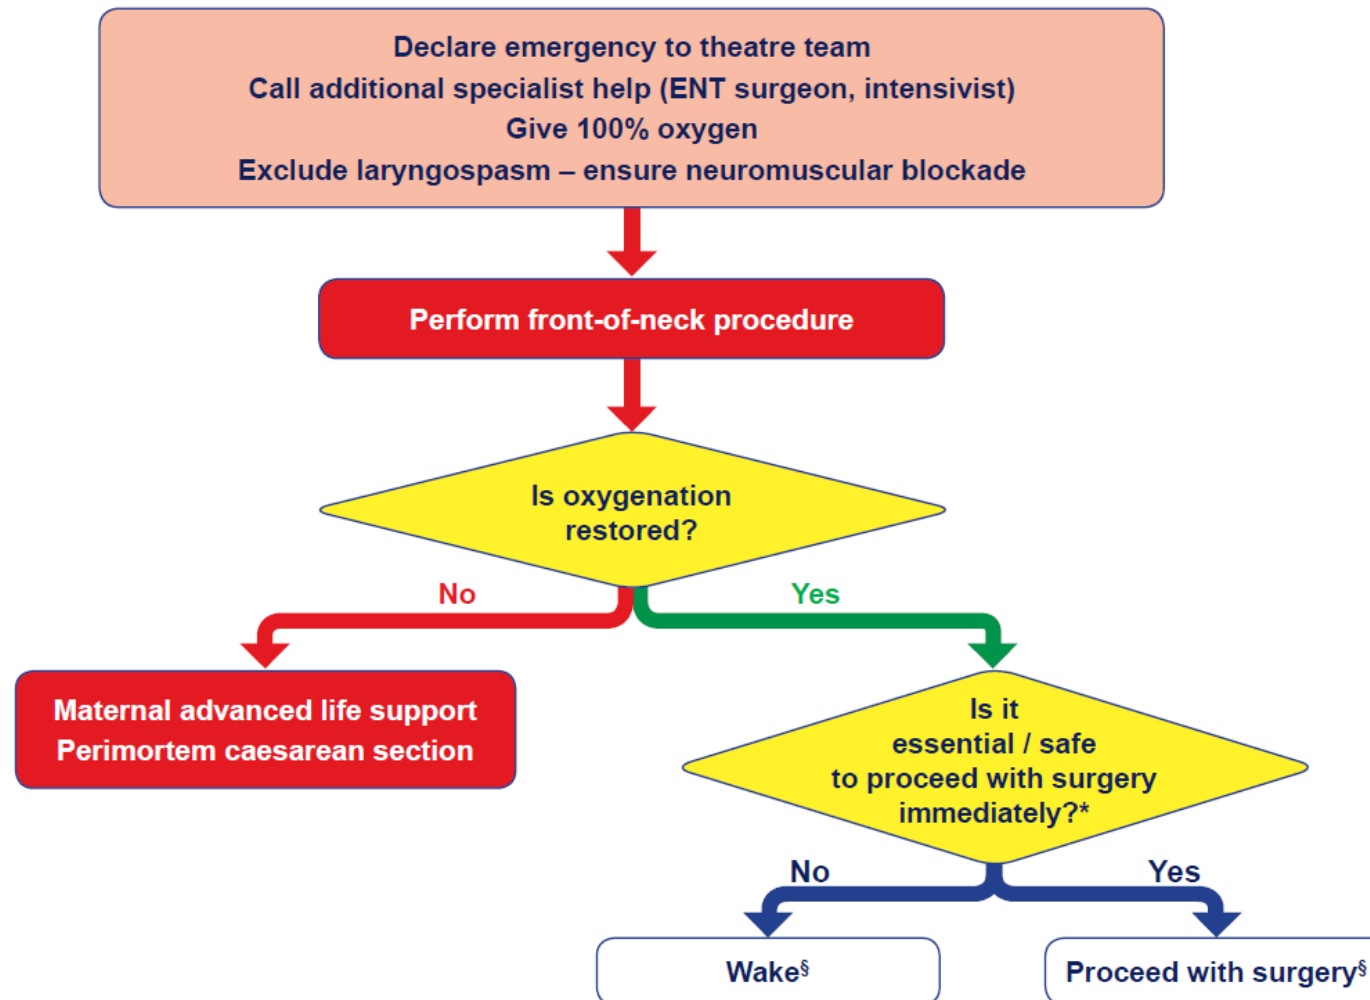 Declare emergency to theatre team
Call additional specialist help (ENT surgeon, intensivist)
Give 100% oxygen
Exclude laryngospasm – ensure neuromuscular blockade
Perform front-of-neck procedure
Is oxygenation
restored?
No
Yes
Maternal advanced life support
Perimortem caesarean section
Is it
essential / safe
to proceed with surgery
immediately?*
No
Yes
Wake§
Proceed with surgery§